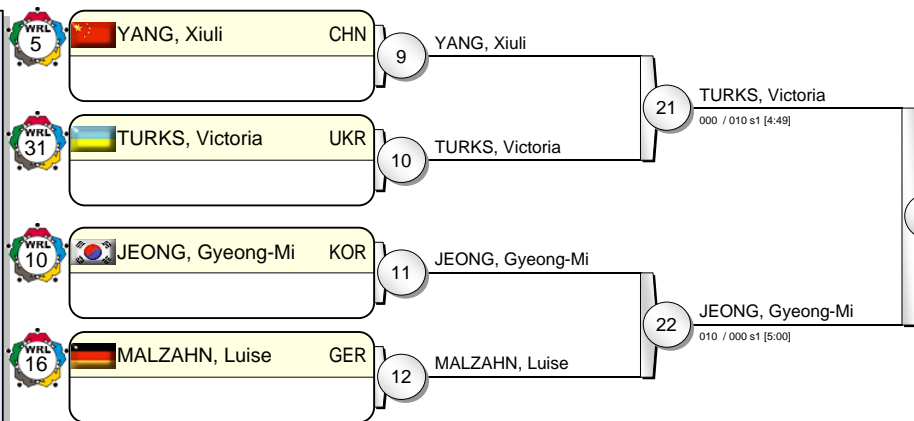 WRL 5 YANG, Xiuli CHN
9 YANG, Xiuli
21 TURKS, Victoria
000 / 010 s1 [4:49]
WRL 31 TURKS, Victoria UKR
10 TURKS, Victoria
WRL 10 JEONG, Gyeong-Mi KOR
11 JEONG, Gyeong-Mi
22 JEONG, Gyeong-Mi
010 / 000 s1 [5:00]
WRL 16 MALZAHN, Luise GER
12 MALZAHN, Luise